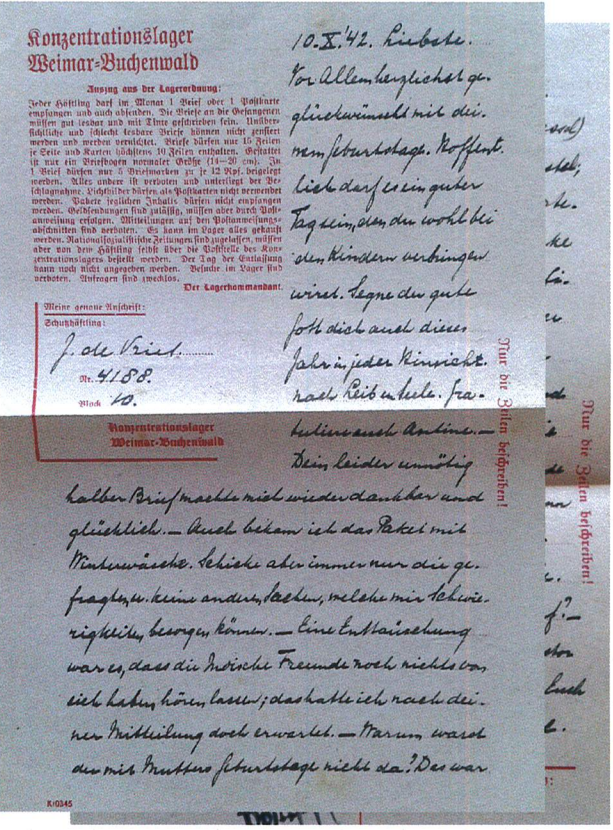 Konzentrationslager
Weimar-Buchenwald
Auszug aus der Lagerordnung:
Jeder Häftling darf im Monat 1 Brief oder 1 Postkarte
empfangen und auch absenden. Die Briefe an die Gefangenen
müssen gut lesbar und mit Tinte geschrieben sein. Unüber-
sichtliche und schlecht lesbare Briefe können nicht zensiert
werden und werden vernichtet. Briefe dürfen nur 15 Zeilen
je Seite und Karten höchstens 10 Zeilen enthalten. Gestattet
ist nur ein Briefbogen normaler Größe (14–20 cm). In
1 Brief dürfen nur 5 Briefmarken zu je 12 Rpf. beigelegt
werden. Alles andere ist verboten und unterliegt der Be-
schlagnahme. Lichtbilder dürfen als Postkarten nicht verwendet
werden. Pakete jeglichen Inhalts dürfen nicht empfangen
werden. Geldsendungen sind zulässig, müssen aber durch Post-
anweisung erfolgen. Mitteilungen auf den Postanweisungs-
abschnitten sind verboten. Es kann im Lager alles gekauft
werden. Nationalsozialistische Zeitungen sind zugelassen, müssen
aber von dem Häftling selbst über die Poststelle des Kon-
zentrationslagers bestellt werden. Der Tag der Entlassung
kann noch nicht angegeben werden. Besuche im Lager sind
verboten. Anfragen sind zwecklos.
Der Lagerkommandant.
Meine genaue Anschrift:
Schutzhäftling:
J. de Vriet
Nr. 4188.
Block 10.
Konzentrationslager
Weimar-Buchenwald
10.X.'42. Liebste.
Vor Allem herzlichst ge-
glückwünscht mit dei-
nem Geburtstage. Hoffent-
lich darf es ein guter
Tag sein, den du wohl bei
den Kindern verbringen
wirst. Segne der gute
Gott dich auch dieses
Jahr in jeder Hinsicht.
nach Leib u. Seele. Gra-
tuliere auch Antine. —
Dein leider unnötig
halber Brief machte mich wieder dankbar und
glücklich. — Auch bekam ich das Paket mit
Winterwäsche. Schicke aber immer nur die ge-
fragten, u. keine anderen Sachen, welche mir Schwie-
rigkeiten besorgen können. — Eine Enttäuschung
war es, dass die Indische Freunde noch nichts von
sich haben hören lassen; das hatte ich nach dei-
ner Mitteilung doch erwartet. — Warum warst
du mit Mutters Geburtstage nicht da? Das war
Nur die Zeilen beschreiben!
K/0345
Nur die Zeilen beschreiben!